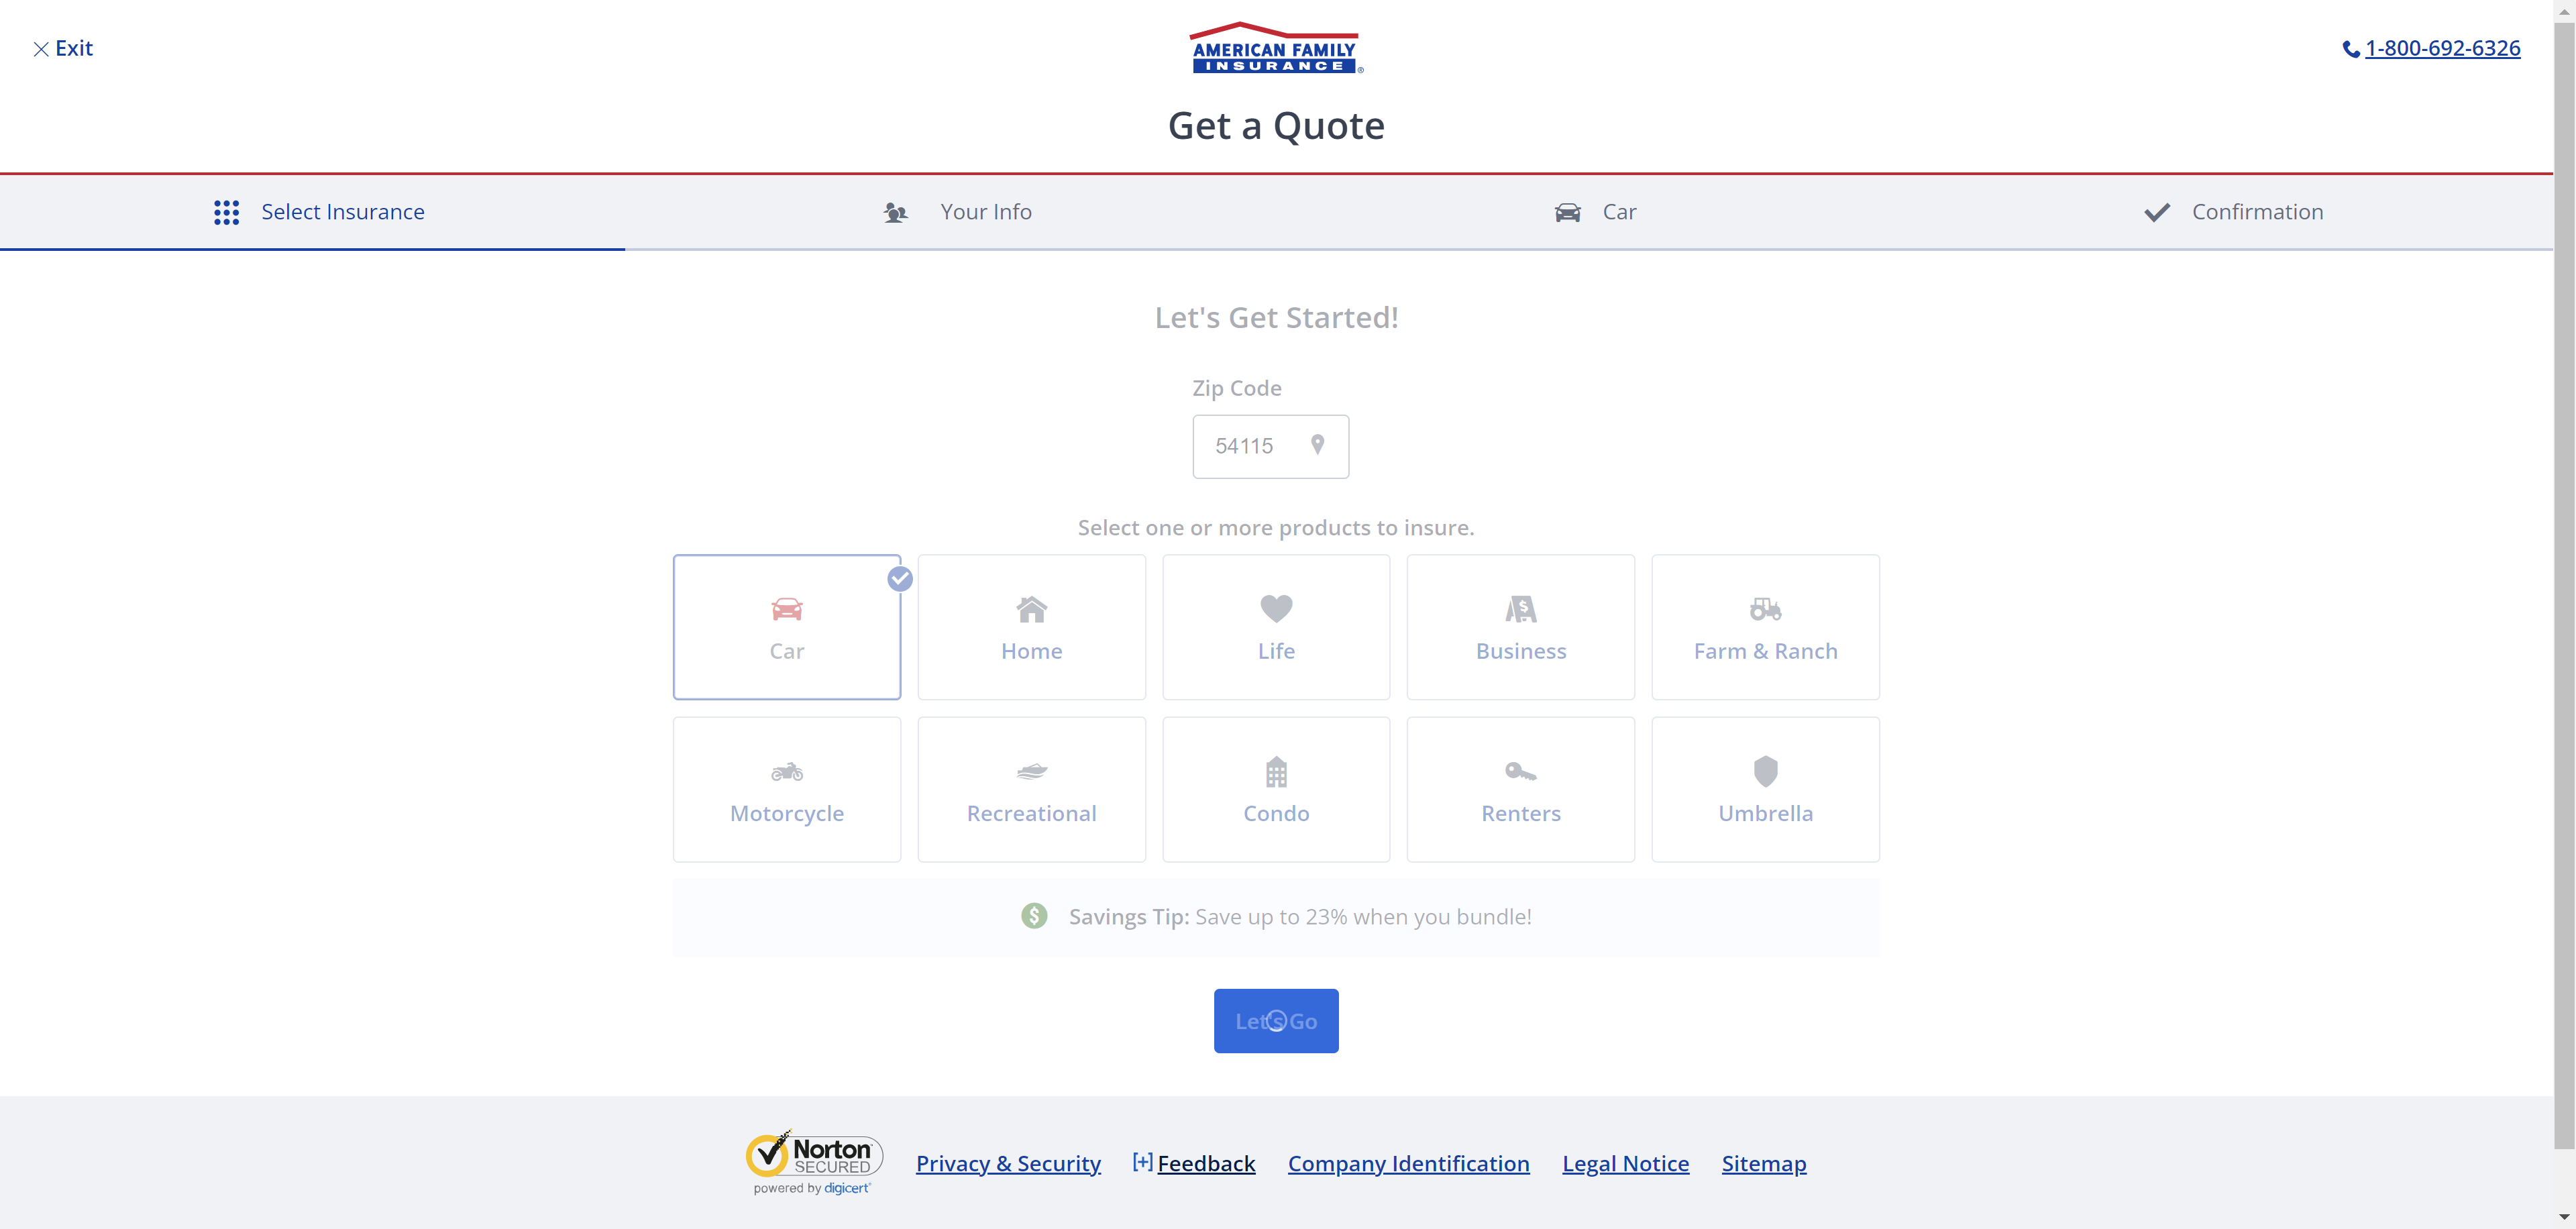 Exit
AMERICAN FAMILY
INSURANCE ®
1-800-692-6326
Get a Quote
Select Insurance
Your Info
Car
Confirmation
Let's Get Started!
Zip Code
54115
Select one or more products to insure.
Car
Home
Life
Business
Farm & Ranch
Motorcycle
Recreational
Condo
Renters
Umbrella
Savings Tip: Save up to 23% when you bundle!
Let's Go
Norton
SECURED
powered by digicert
Privacy & Security
[+] Feedback
Company Identification
Legal Notice
Sitemap